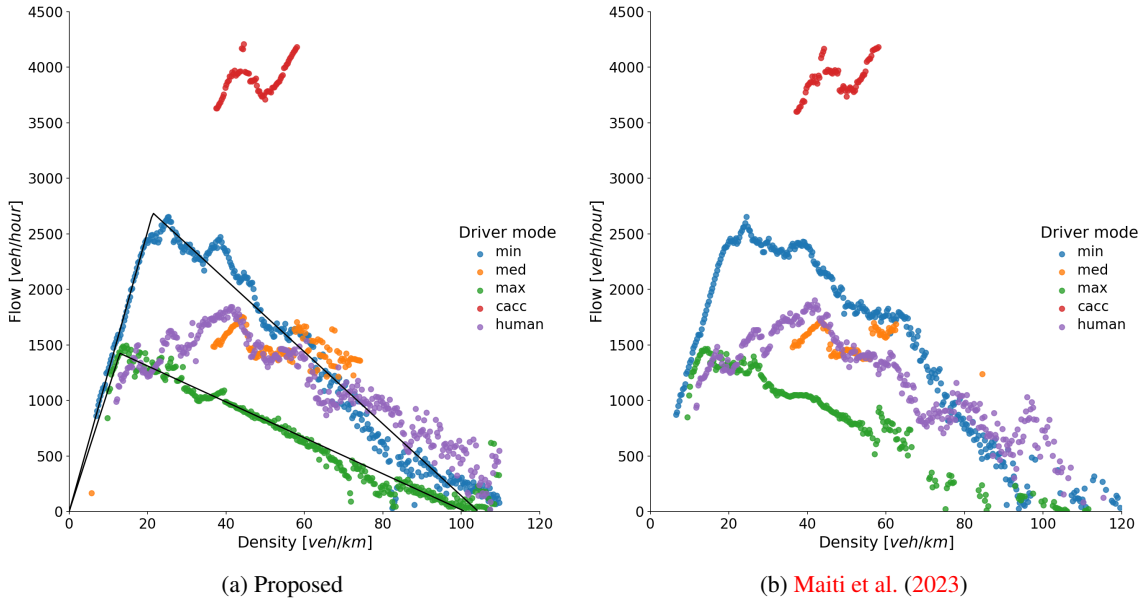 4500
4000
3500
3000
2500
2000
1500
1000
500
0
Flow [veh/hour]
0 20 40 60 80 100 120
Density [veh/km]
Driver mode
min
med
max
cacc
human
(a) Proposed
4500
4000
3500
3000
2500
2000
1500
1000
500
0
Flow [veh/hour]
0 20 40 60 80 100 120
Density [veh/km]
Driver mode
min
med
max
cacc
human
(b) Maiti et al. (2023)